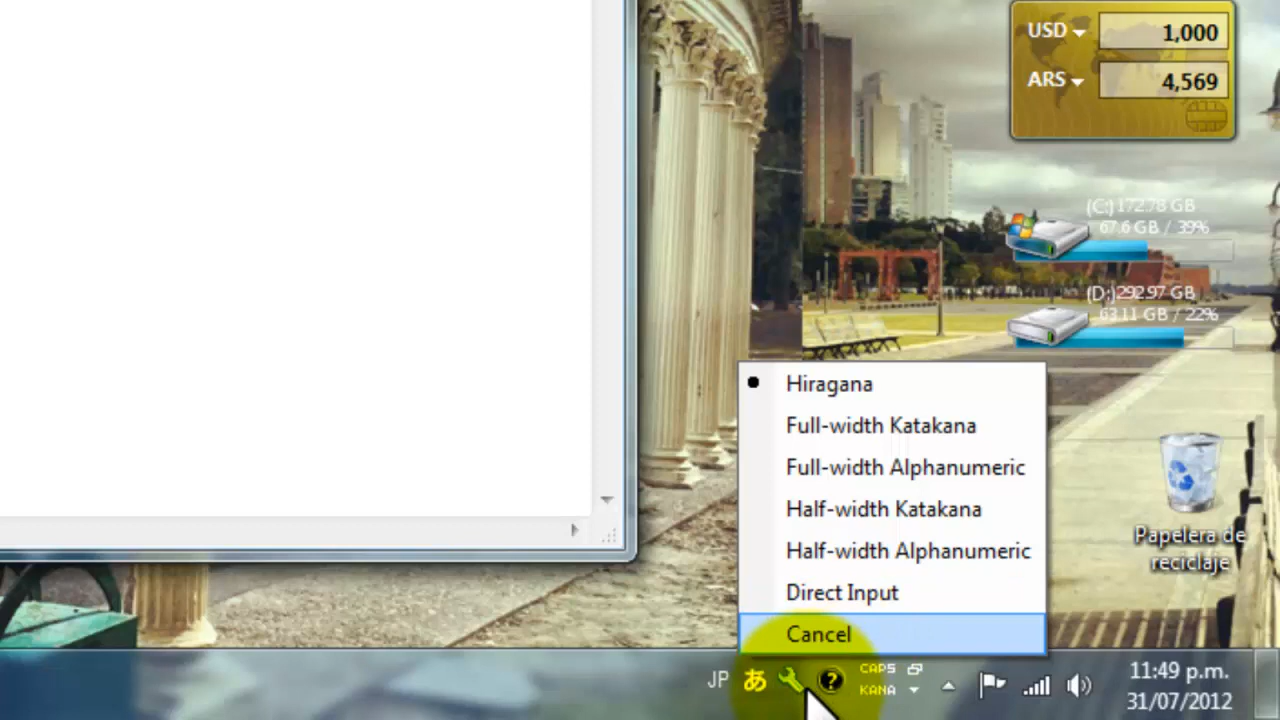 USD 1,000
ARS 4,569
(C:) 172.78 GB
67.6 GB / 39%
(D:) 292.97 GB
63.11 GB / 22%
Hiragana
Full-width Katakana
Full-width Alphanumeric
Half-width Katakana
Half-width Alphanumeric
Direct Input
Cancel
Papelera de
reciclaje
JP あ ? CAPS
KANA
11:49 p.m.
31/07/2012